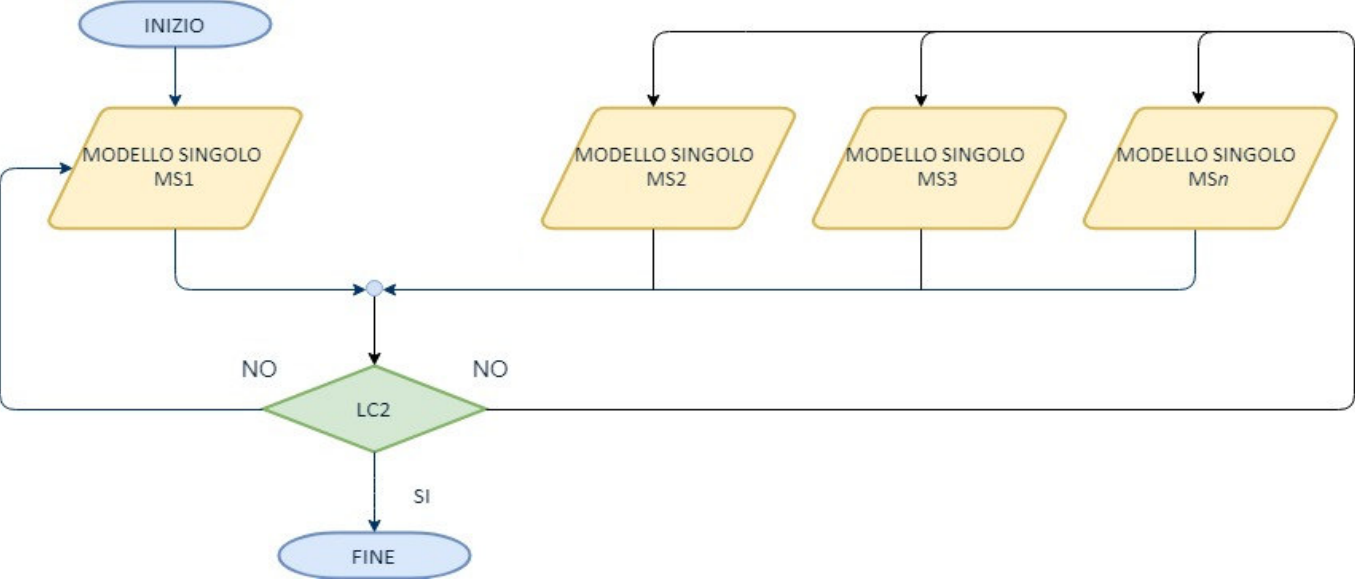 INIZIO
MODELLO SINGOLO
MS1
MODELLO SINGOLO
MS2
MODELLO SINGOLO
MS3
MODELLO SINGOLO
MSn
NO
NO
LC2
SI
FINE